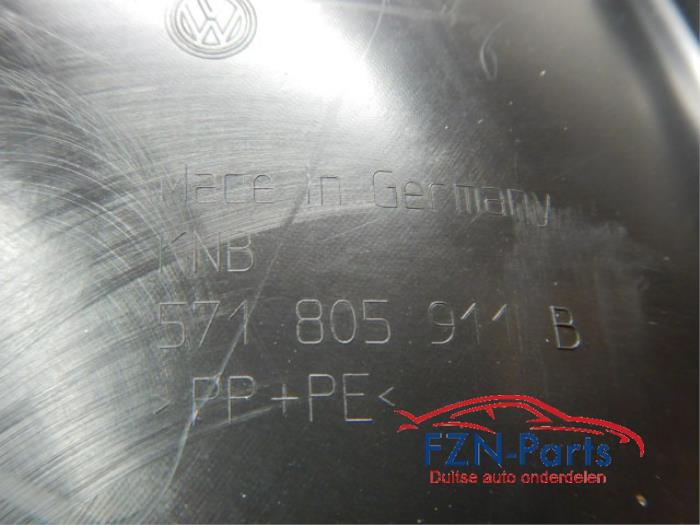 Made in Germany
KNB
571 805 911 B
>PP+PE<
FZN-Parts
Duitse auto onderdelen